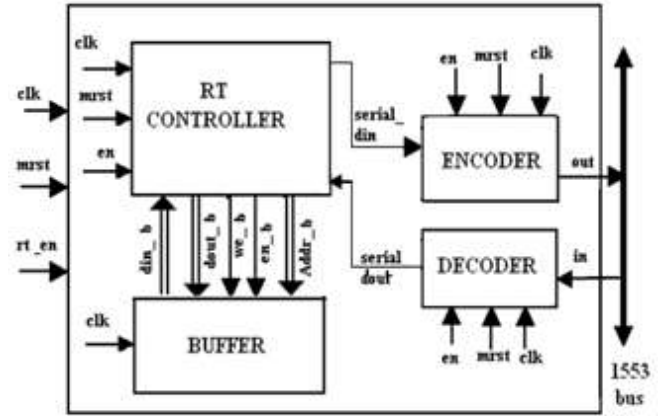 clk
mrst
rt_en
clk
mrst
en
RT
CONTROLLER
din_b
dout_b
we_b
en_b
Addr_b
clk
BUFFER
serial_
din
en
mrst
clk
ENCODER
out
serial
dout
DECODER
in
en
mrst
clk
1553
bus